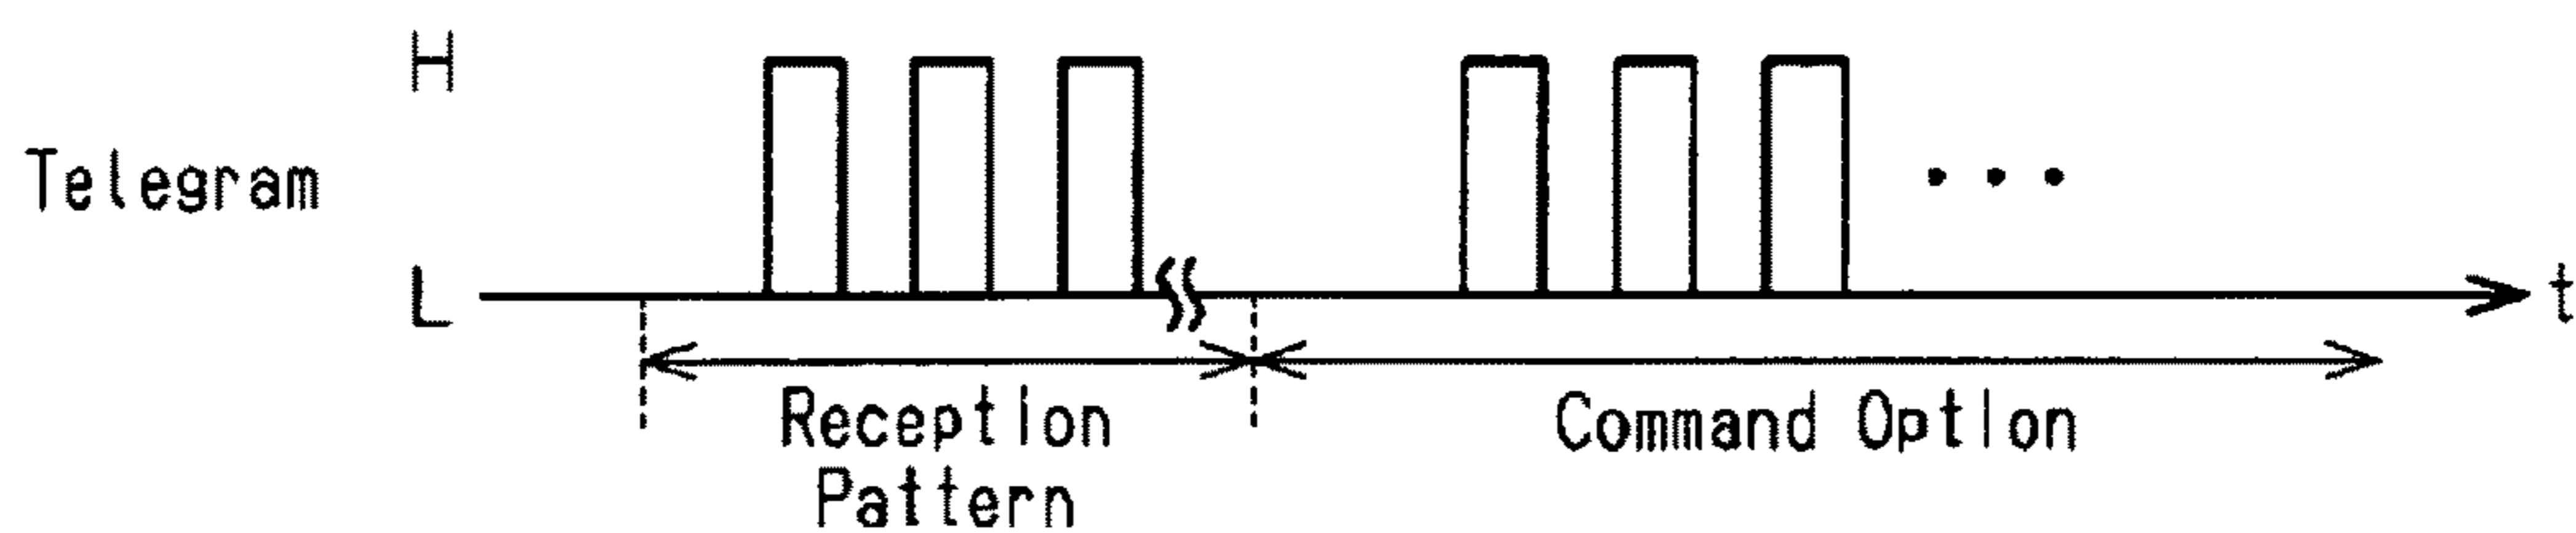 H
Telegram
L
t
Reception
Pattern
Command Option